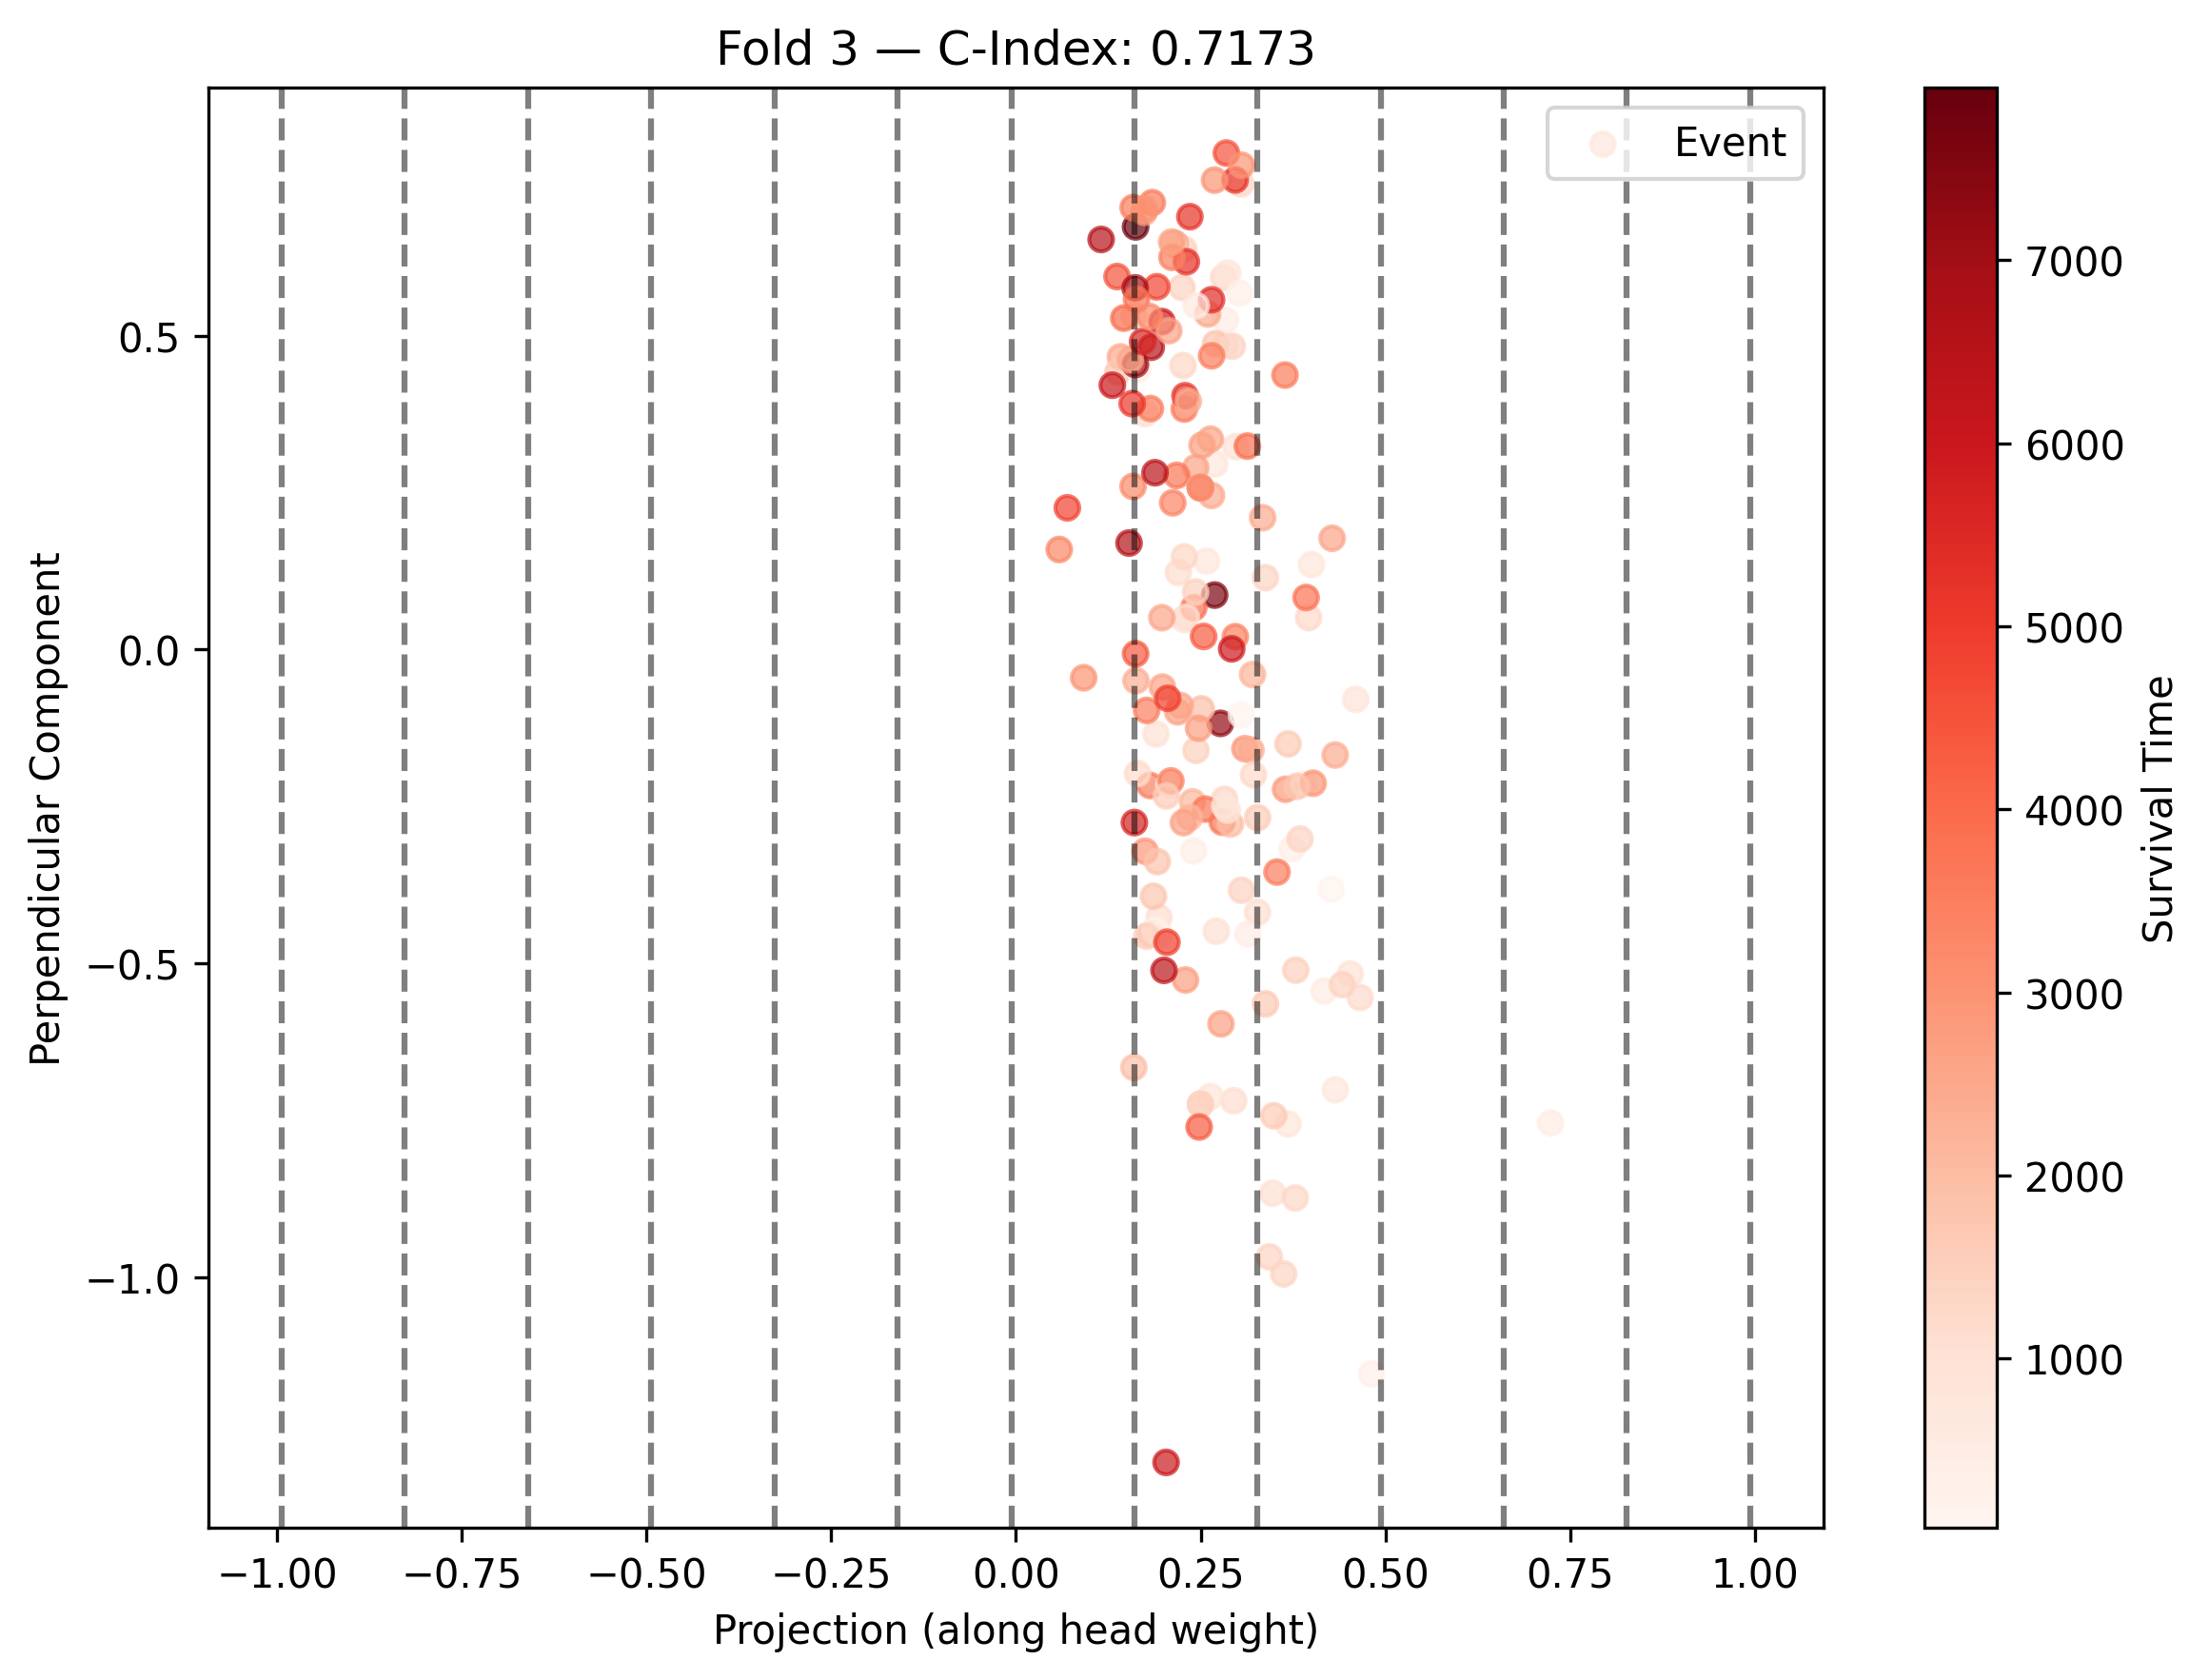 Fold 3 — C-Index: 0.7173
Event
0.5
0.0
−0.5
−1.0
Perpendicular Component
−1.00 −0.75 −0.50 −0.25 0.00 0.25 0.50 0.75 1.00
Projection (along head weight)
7000
6000
5000
4000
3000
2000
1000
Survival Time